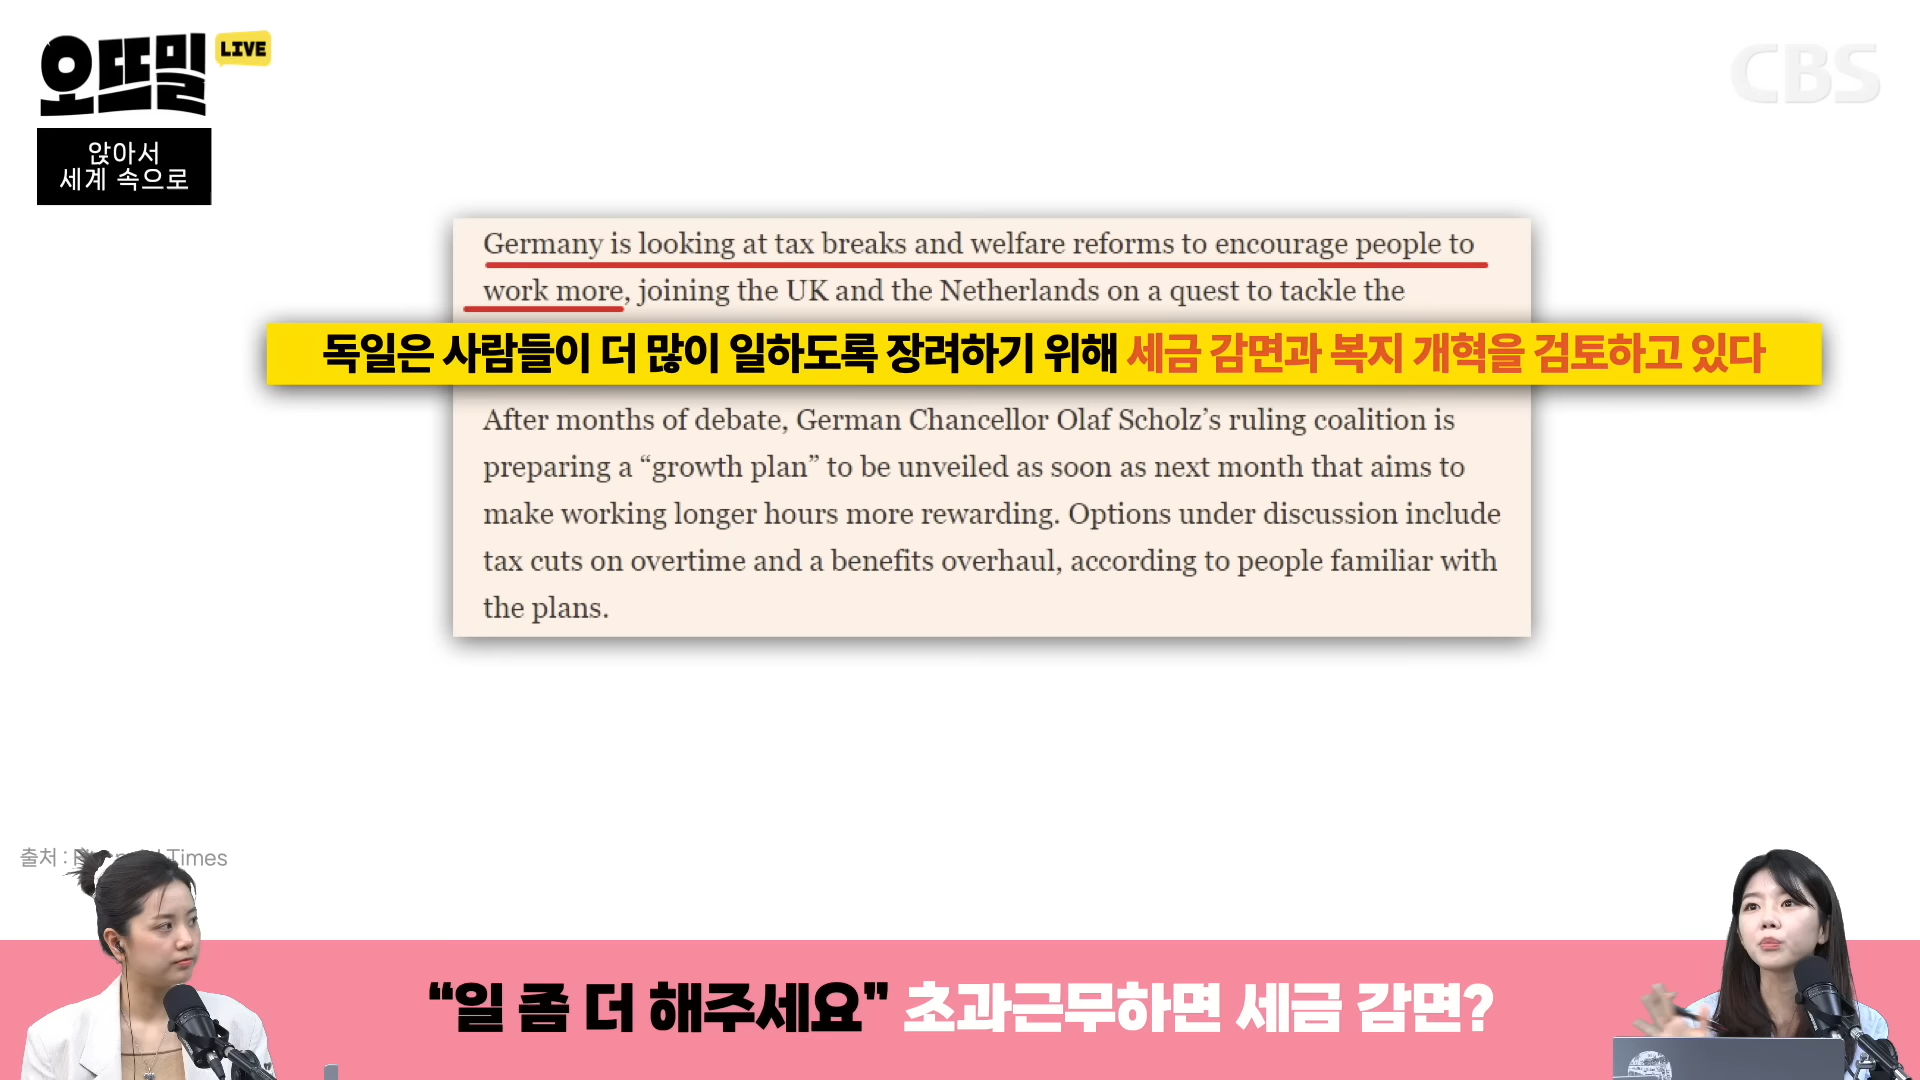 오뜨밀
LIVE
CBS
앉아서
세계 속으로
Germany is looking at tax breaks and welfare reforms to encourage people to
work more, joining the UK and the Netherlands on a quest to tackle the
독일은 사람들이 더 많이 일하도록 장려하기 위해 세금 감면과 복지 개혁을 검토하고 있다
After months of debate, German Chancellor Olaf Scholz’s ruling coalition is
preparing a “growth plan” to be unveiled as soon as next month that aims to
make working longer hours more rewarding. Options under discussion include
tax cuts on overtime and a benefits overhaul, according to people familiar with
the plans.
출처 : Times
“일 좀 더 해주세요” 초과근무하면 세금 감면?